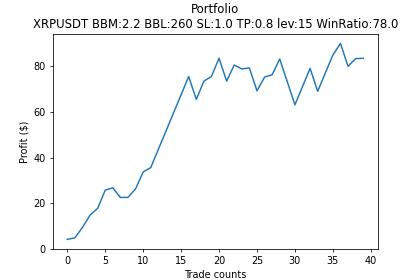 Portfolio
XRPUSDT BBM:2.2 BBL:260 SL:1.0 TP:0.8 lev:15 WinRatio:78.0
Profit ($)
80
60
40
20
0
0 5 10 15 20 25 30 35 40
Trade counts